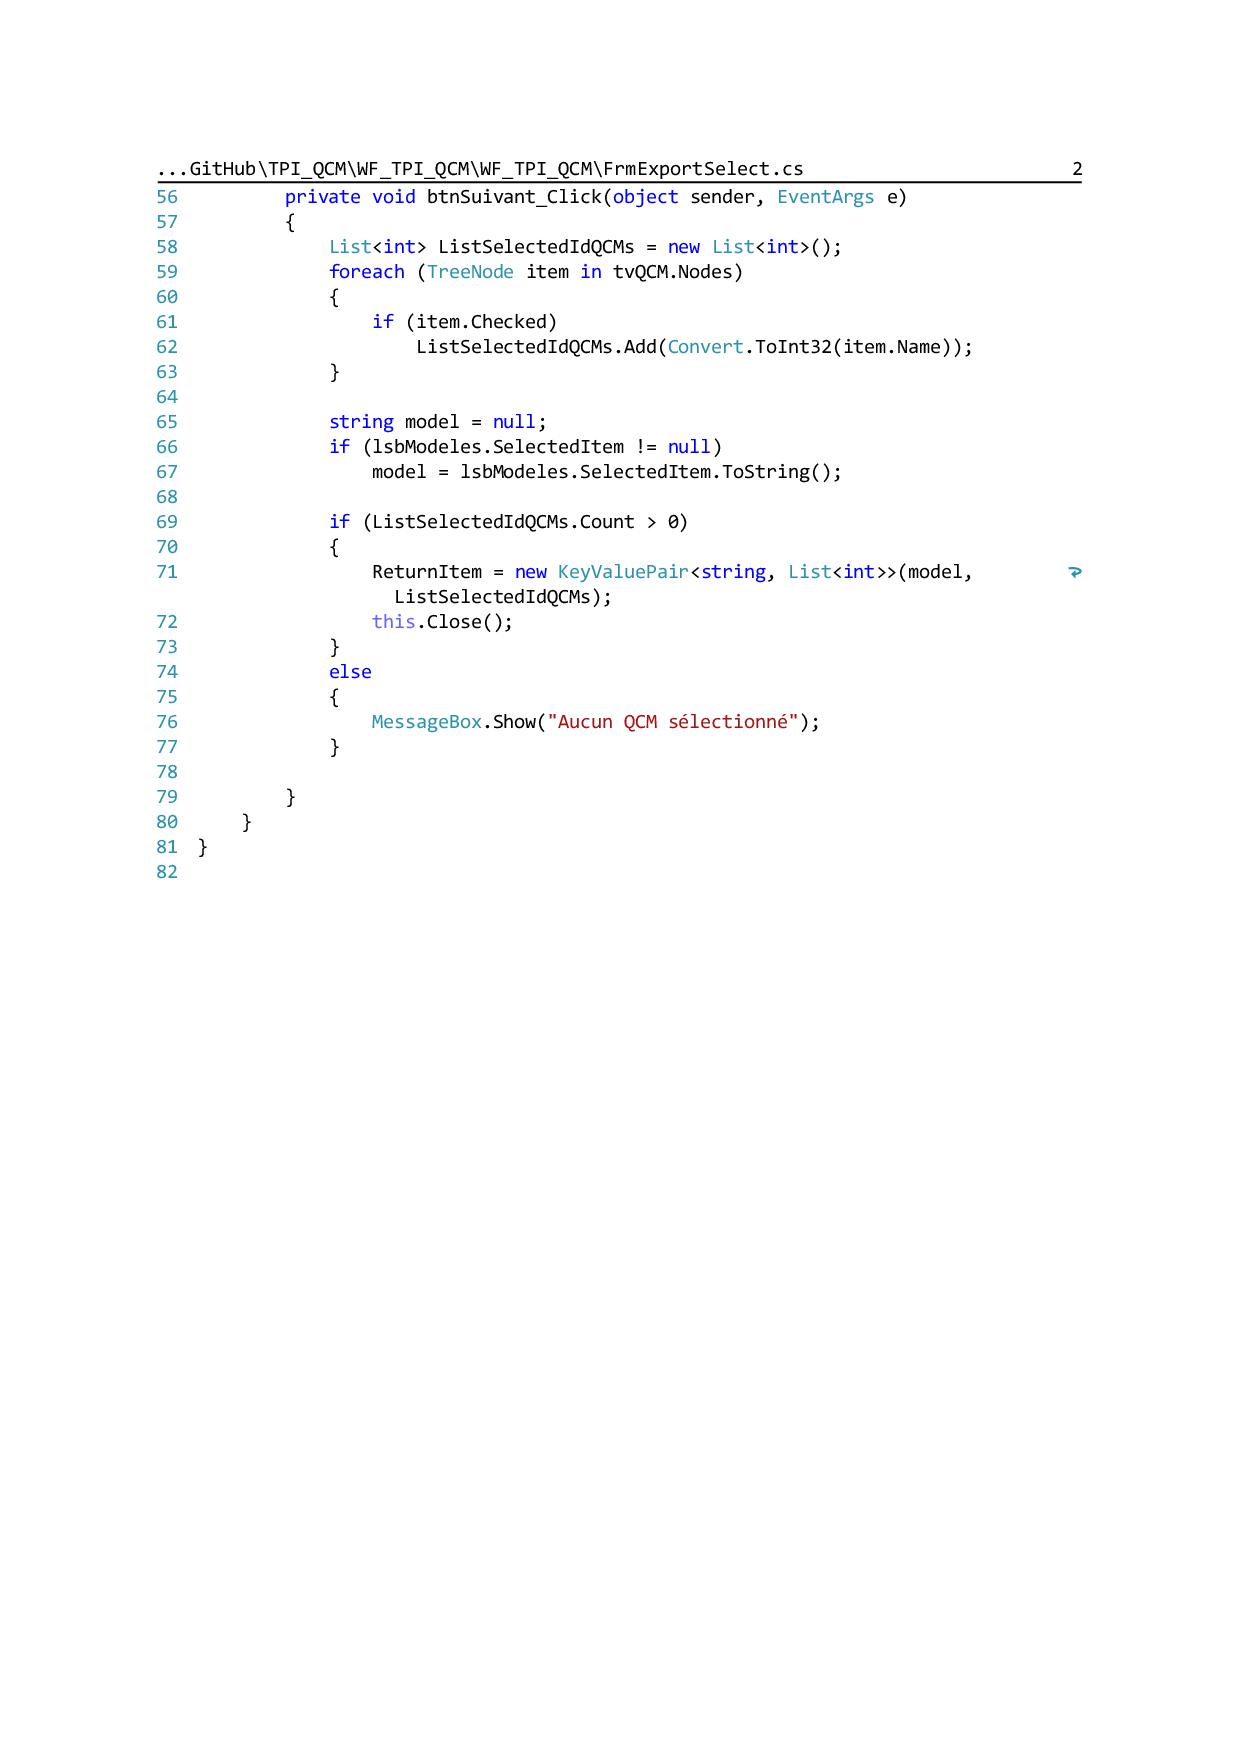 ...GitHub\TPI_QCM\WF_TPI_QCM\WF_TPI_QCM\FrmExportSelect.cs 2
56         private void btnSuivant_Click(object sender, EventArgs e)
57         {
58             List<int> ListSelectedIdQCMs = new List<int>();
59             foreach (TreeNode item in tvQCM.Nodes)
60             {
61                 if (item.Checked)
62                     ListSelectedIdQCMs.Add(Convert.ToInt32(item.Name));
63             }
64
65             string model = null;
66             if (lsbModeles.SelectedItem != null)
67                 model = lsbModeles.SelectedItem.ToString();
68
69             if (ListSelectedIdQCMs.Count > 0)
70             {
71                 ReturnItem = new KeyValuePair<string, List<int>>(model,
                   ListSelectedIdQCMs);
72                 this.Close();
73             }
74             else
75             {
76                 MessageBox.Show("Aucun QCM sélectionné");
77             }
78
79         }
80     }
81 }
82